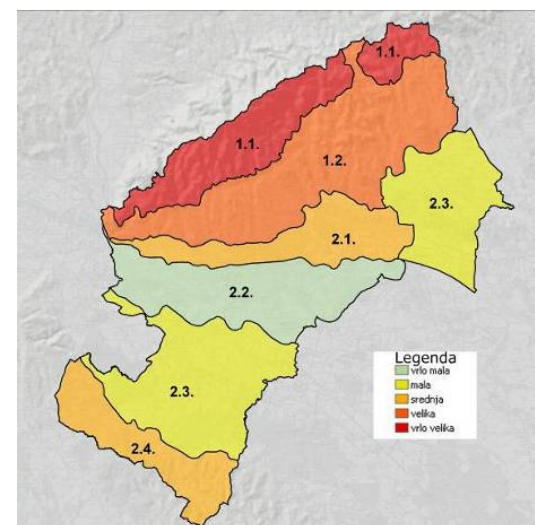 1.1.
1.1.
1.2.
2.3.
2.1.
2.2.
2.3.
2.4.
Legenda
vrlo mala
mala
srednja
velika
vrlo velika